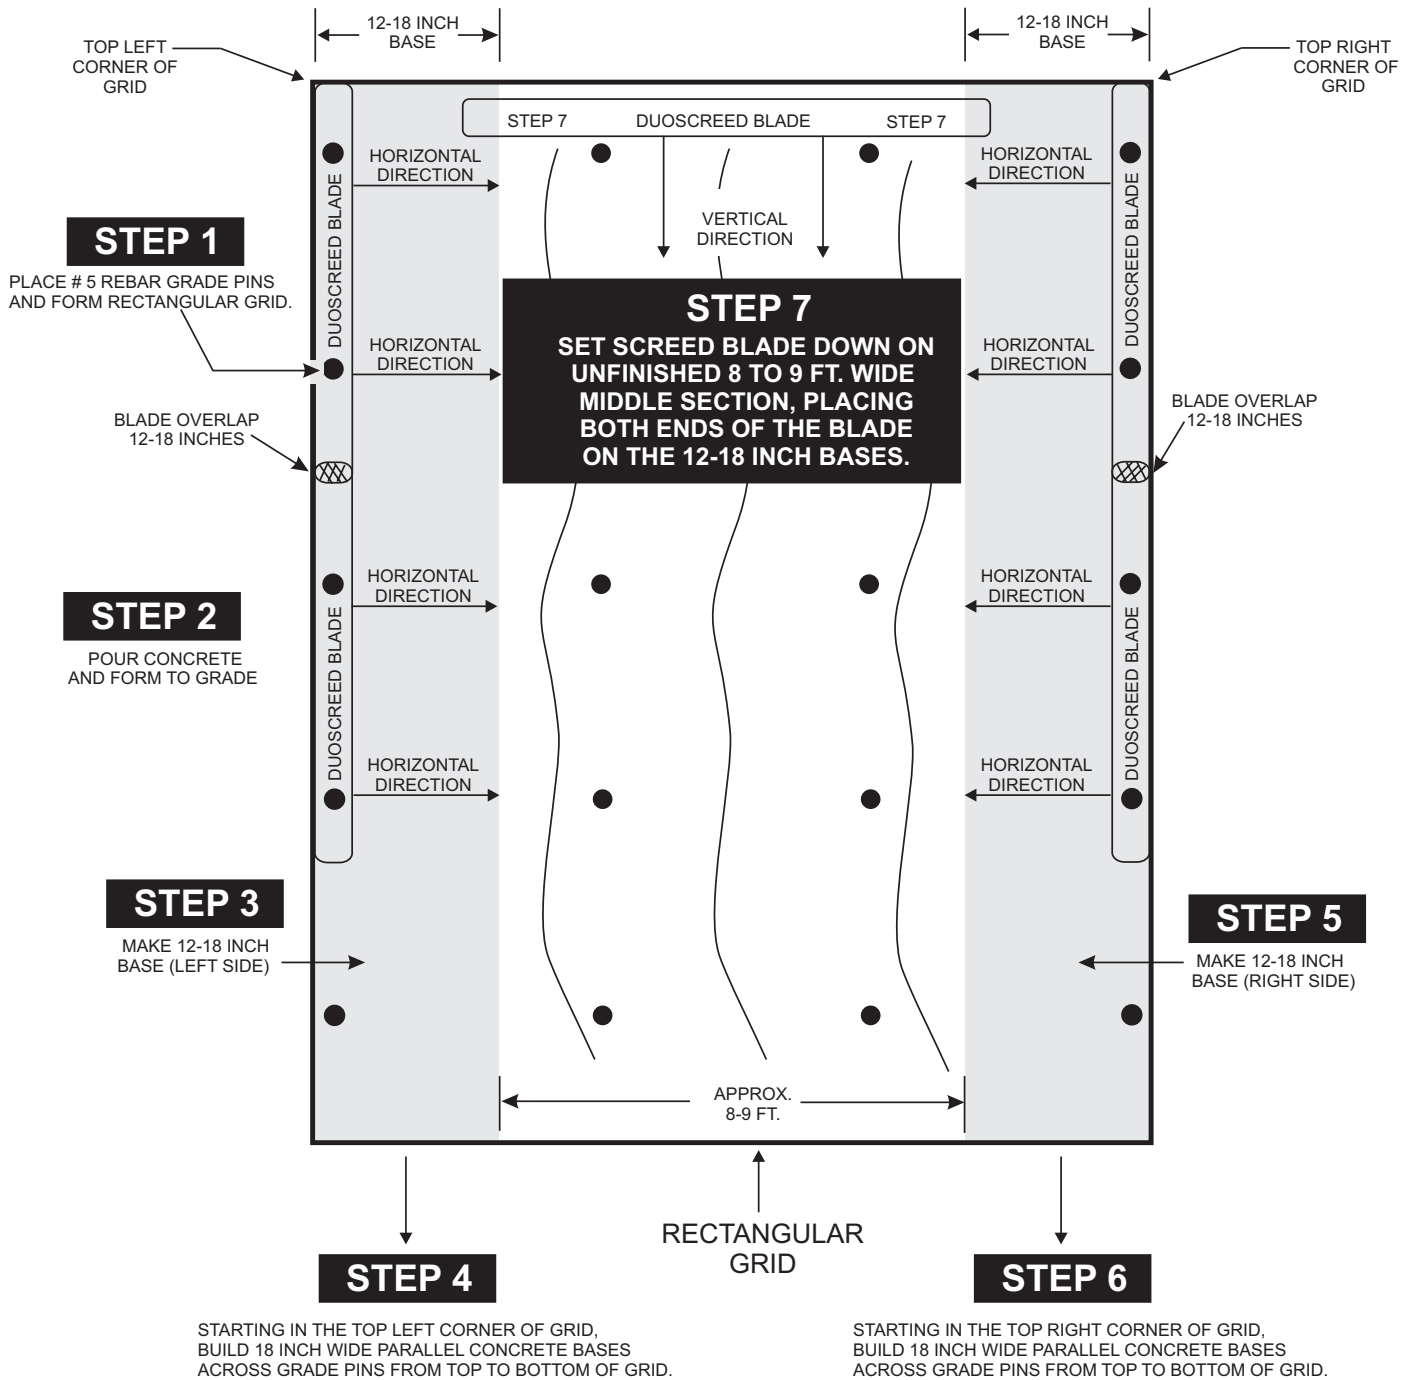 12-18 INCH
BASE
12-18 INCH
BASE
TOP LEFT
CORNER OF
GRID
TOP RIGHT
CORNER OF
GRID
STEP 7
DUOSCREED BLADE
STEP 7
HORIZONTAL
DIRECTION
HORIZONTAL
DIRECTION
DUOSCREED BLADE
DUOSCREED BLADE
VERTICAL
DIRECTION
STEP 1
PLACE # 5 REBAR GRADE PINS
AND FORM RECTANGULAR GRID.
STEP 7
SET SCREED BLADE DOWN ON
UNFINISHED 8 TO 9 FT. WIDE
MIDDLE SECTION, PLACING
BOTH ENDS OF THE BLADE
ON THE 12-18 INCH BASES.
HORIZONTAL
DIRECTION
HORIZONTAL
DIRECTION
BLADE OVERLAP
12-18 INCHES
BLADE OVERLAP
12-18 INCHES
HORIZONTAL
DIRECTION
HORIZONTAL
DIRECTION
STEP 2
POUR CONCRETE
AND FORM TO GRADE
DUOSCREED BLADE
DUOSCREED BLADE
HORIZONTAL
DIRECTION
HORIZONTAL
DIRECTION
STEP 3
MAKE 12-18 INCH
BASE (LEFT SIDE)
STEP 5
MAKE 12-18 INCH
BASE (RIGHT SIDE)
APPROX.
8-9 FT.
RECTANGULAR
GRID
STEP 4
STARTING IN THE TOP LEFT CORNER OF GRID,
BUILD 18 INCH WIDE PARALLEL CONCRETE BASES
ACROSS GRADE PINS FROM TOP TO BOTTOM OF GRID.
STEP 6
STARTING IN THE TOP RIGHT CORNER OF GRID,
BUILD 18 INCH WIDE PARALLEL CONCRETE BASES
ACROSS GRADE PINS FROM TOP TO BOTTOM OF GRID.